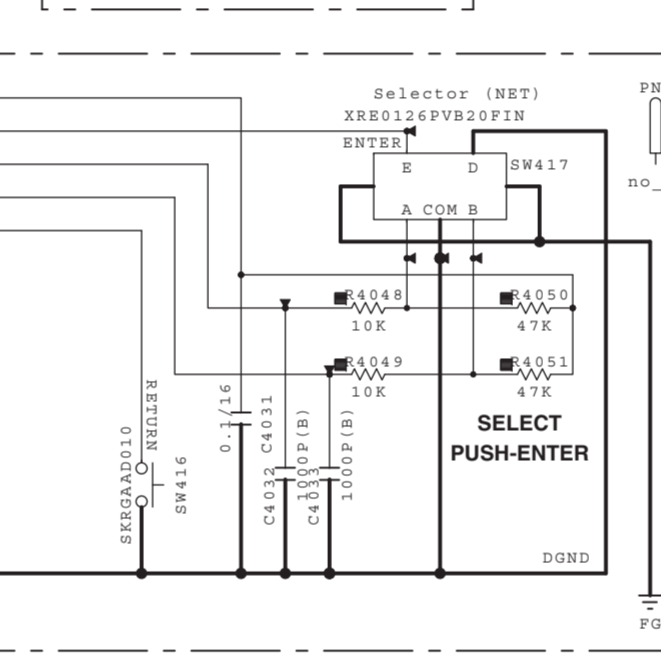 Selector (NET)
XRE0126PVB20FIN
PN
ENTER
E D
SW417
no_
A COM B
R4048
10K
R4050
47K
R4049
10K
R4051
47K
RETURN
SKRGAAD010
SW416
0.1/16
C4031
C4032
1000P(B)
C4033
1000P(B)
SELECT
PUSH-ENTER
DGND
FG